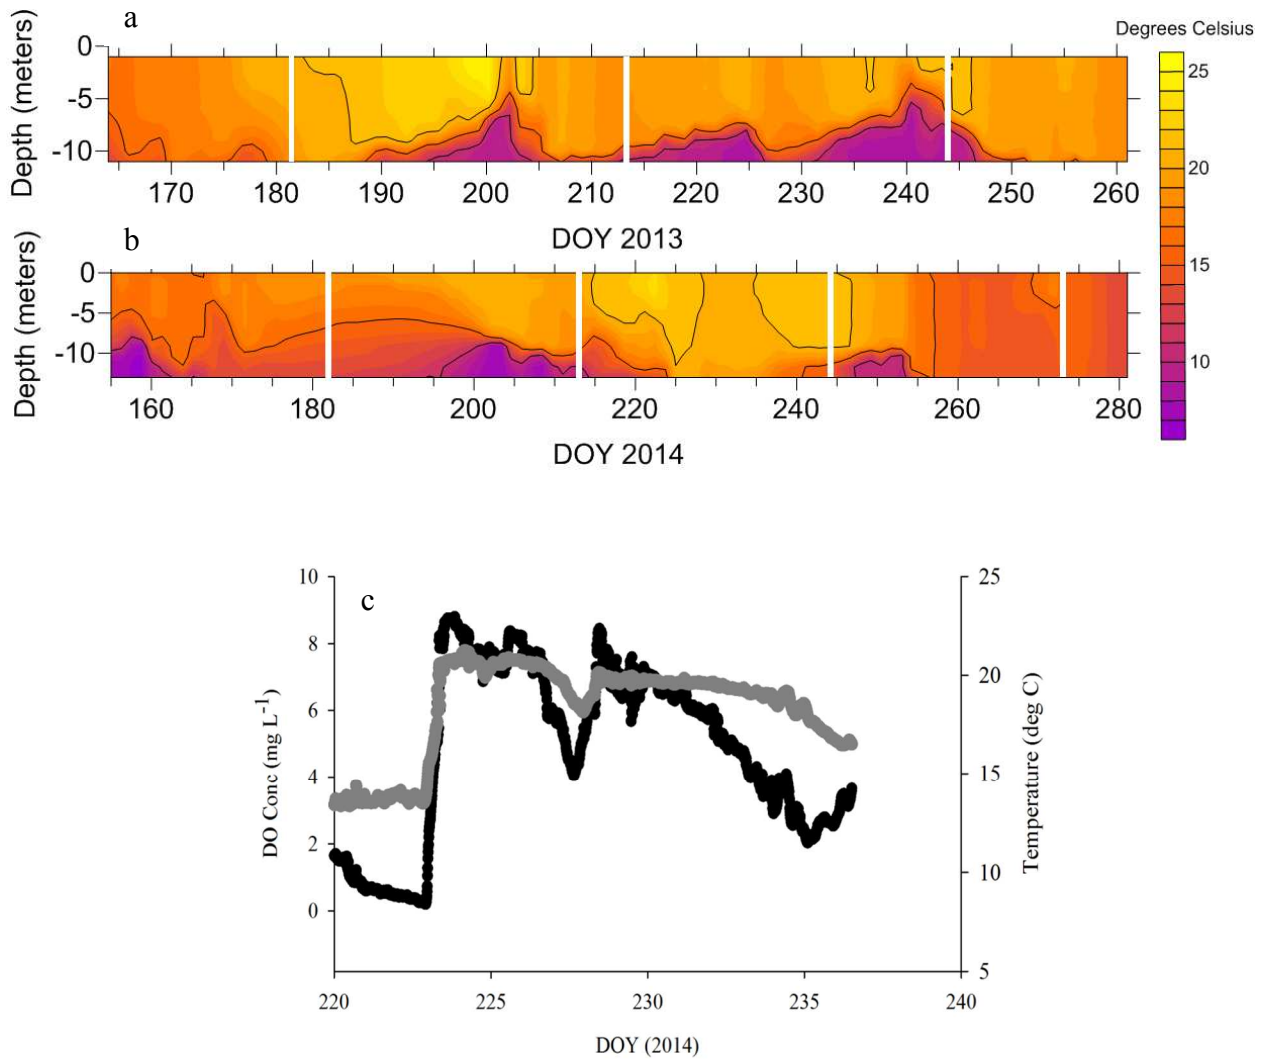 a
Degrees Celsius
Depth (meters)
0
-5
-10
170 180 190 200 210 220 230 240 250 260
DOY 2013
25
20
15
10
b
Depth (meters)
0
-5
-10
160 180 200 220 240 260 280
DOY 2014
c
DO Conc (mg L-1)
10
8
6
4
2
0
25
20
15
10
5
Temperature (deg C)
220 225 230 235 240
DOY (2014)